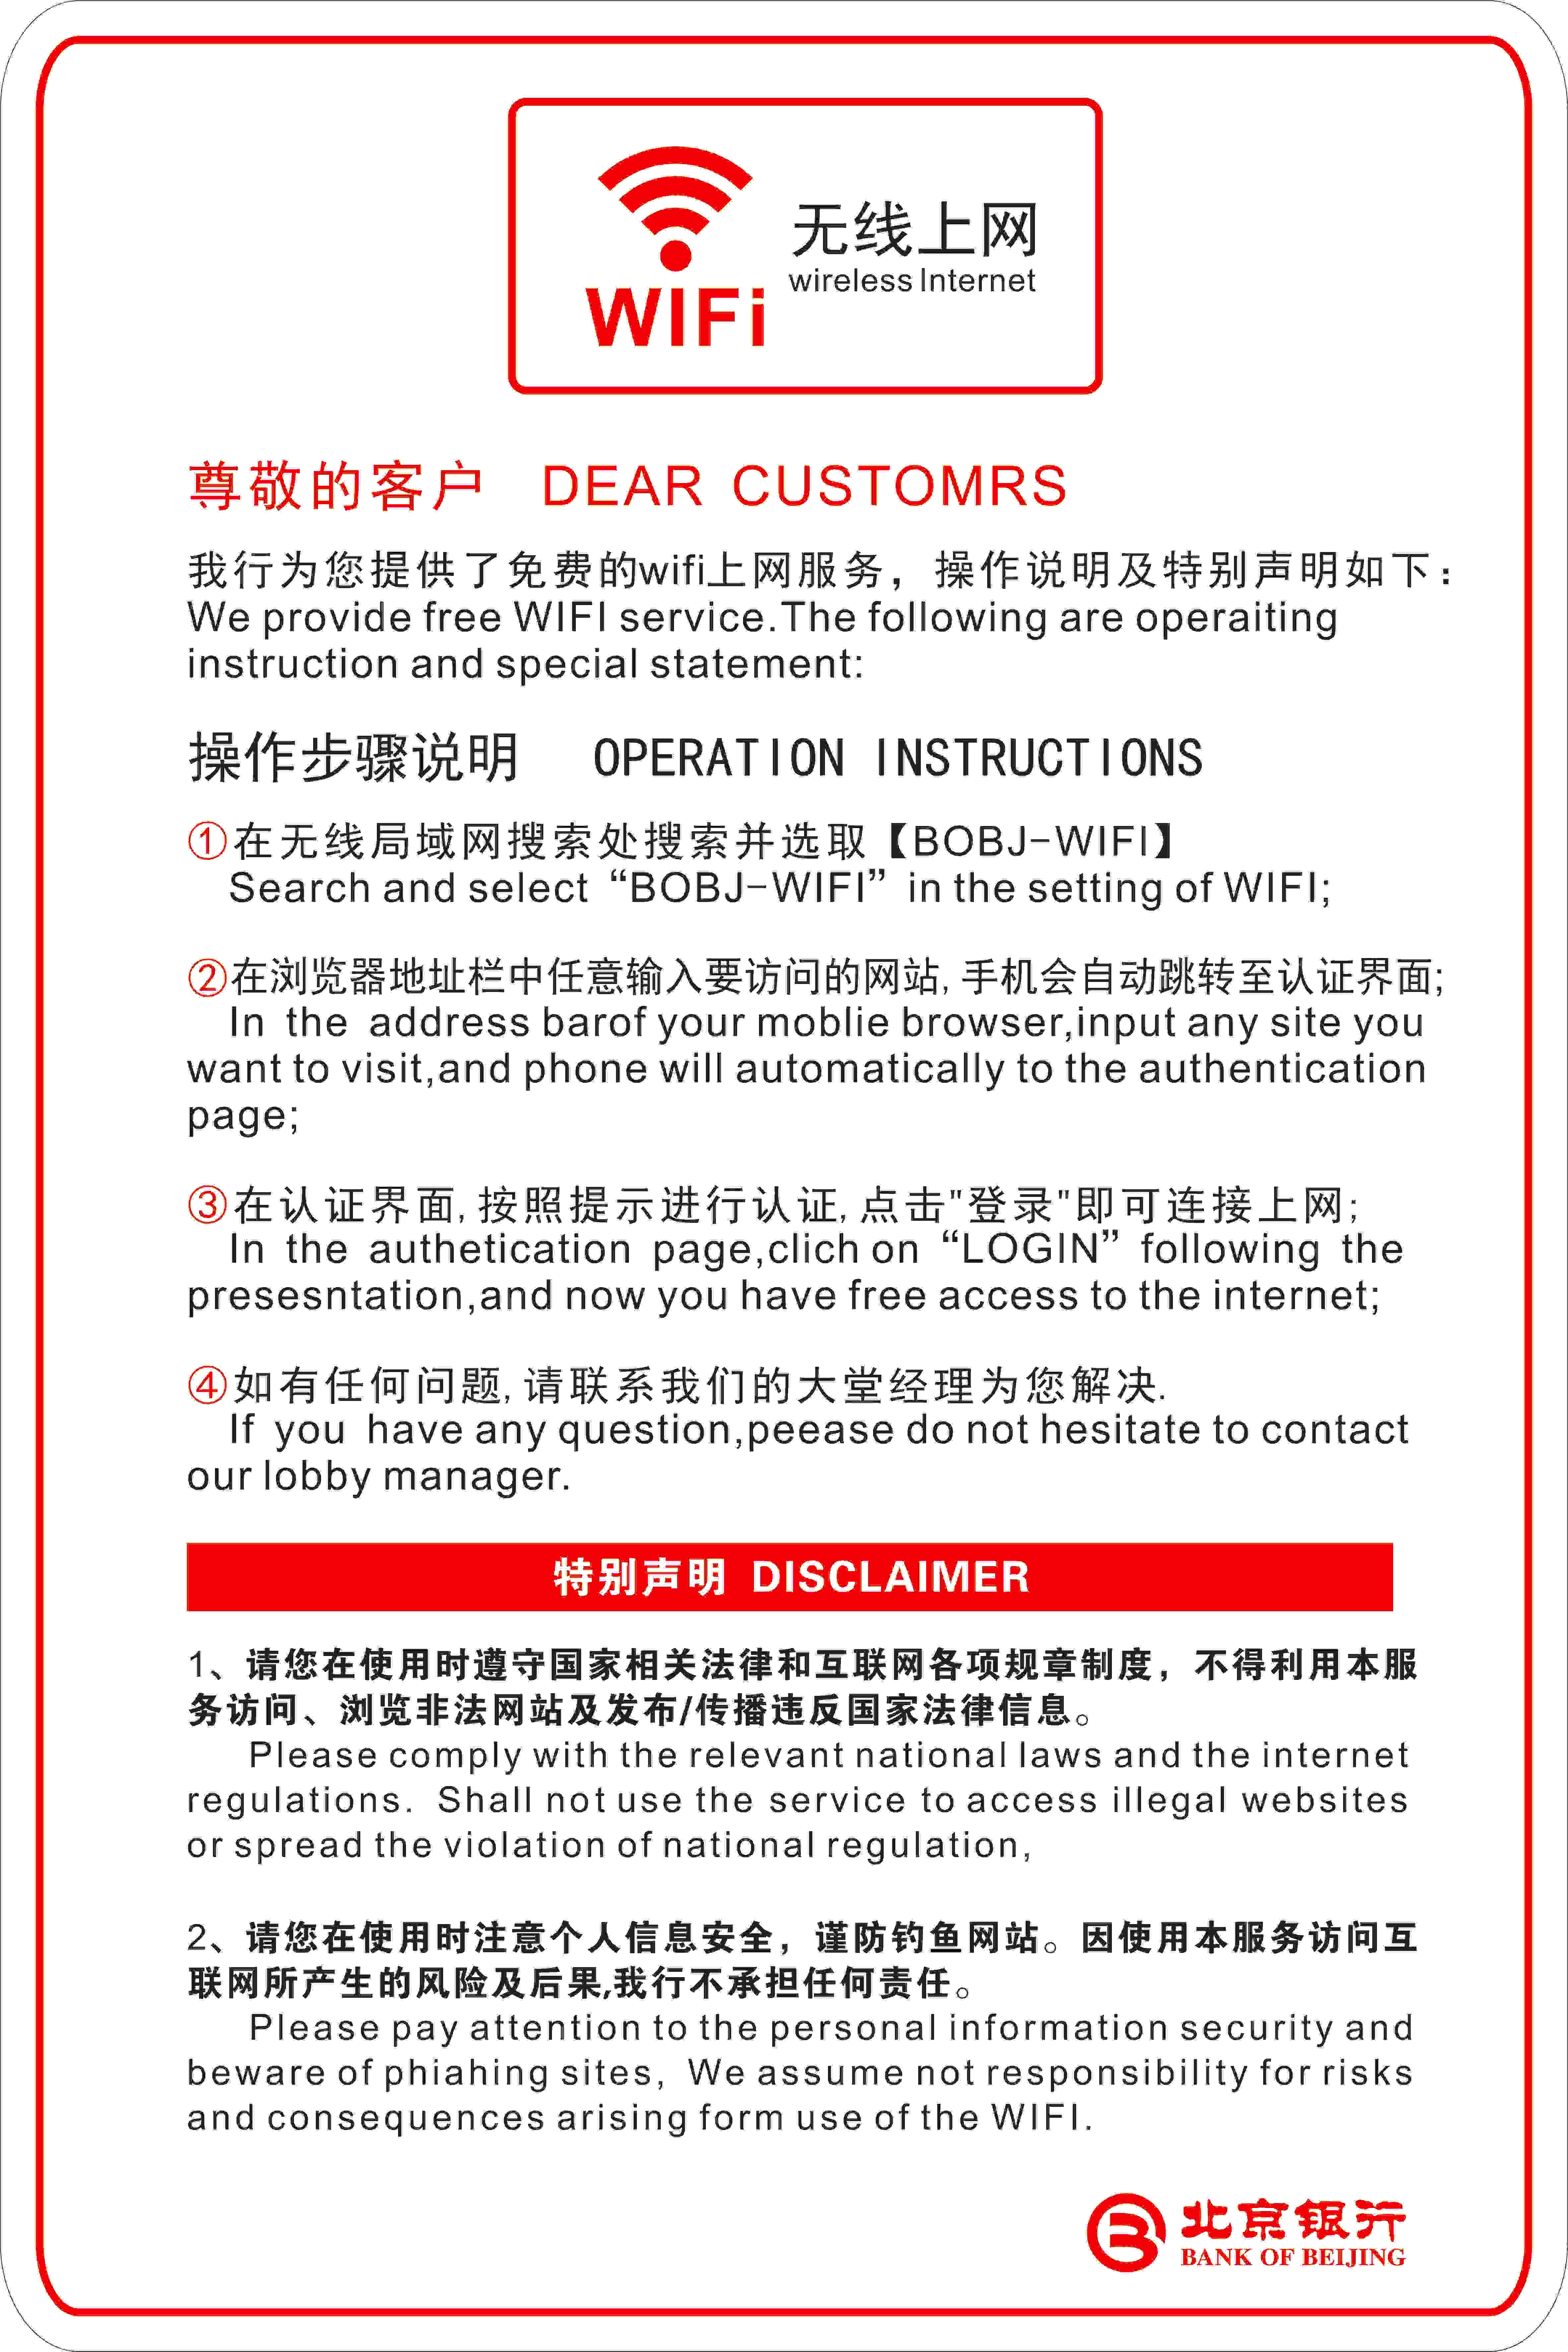 WIFi
无线上网
wireless Internet
尊敬的客户 DEAR CUSTOMRS
我行为您提供了免费的wifi上网服务，操作说明及特别声明如下：
We provide free WIFI service.The following are operaiting
instruction and special statement:
操作步骤说明 OPERATION INSTRUCTIONS
①在无线局域网搜索处搜索并选取【BOBJ-WIFI】
Search and select “BOBJ-WIFI” in the setting of WIFI;
②在浏览器地址栏中任意输入要访问的网站,手机会自动跳转至认证界面;
In the address barof your moblie browser,input any site you
want to visit,and phone will automatically to the authentication
page;
③在认证界面,按照提示进行认证,点击"登录"即可连接上网;
In the authetication page,clich on “LOGIN” following the
presesntation,and now you have free access to the internet;
④如有任何问题,请联系我们的大堂经理为您解决.
If you have any question,peease do not hesitate to contact
our lobby manager.
特别声明 DISCLAIMER
1、请您在使用时遵守国家相关法律和互联网各项规章制度，不得利用本服
务访问、浏览非法网站及发布/传播违反国家法律信息。
Please comply with the relevant national laws and the internet
regulations. Shall not use the service to access illegal websites
or spread the violation of national regulation,
2、请您在使用时注意个人信息安全，谨防钓鱼网站。因使用本服务访问互
联网所产生的风险及后果,我行不承担任何责任。
Please pay attention to the personal information security and
beware of phiahing sites, We assume not responsibility for risks
and consequences arising form use of the WIFI.
北京银行
BANK OF BEIJING